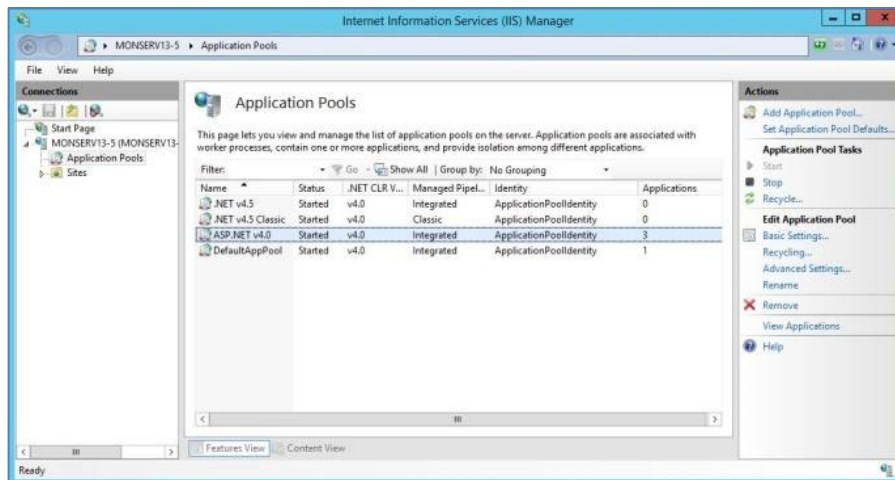 Internet Information Services (IIS) Manager
MONSERV13-5 Application Pools
File View Help
Connections
Start Page
MONSERV13-5 (MONSERV13-
Application Pools
Sites
Application Pools
This page lets you view and manage the list of application pools on the server. Application pools are associated with
worker processes, contain one or more applications, and provide isolation among different applications.
Filter: Go Show All Group by: No Grouping
Name Status .NET CLR V... Managed Pipel... Identity Applications
.NET v4.5 Started v4.0 Integrated ApplicationPoolIdentity 0
.NET v4.5 Classic Started v4.0 Classic ApplicationPoolIdentity 0
ASP.NET v4.0 Started v4.0 Integrated ApplicationPoolIdentity 3
DefaultAppPool Started v4.0 Integrated ApplicationPoolIdentity 1
Features View Content View
Actions
Add Application Pool...
Set Application Pool Defaults...
Application Pool Tasks
Start
Stop
Recycle...
Edit Application Pool
Basic Settings...
Recycling...
Advanced Settings...
Rename
Remove
View Applications
Help
Ready